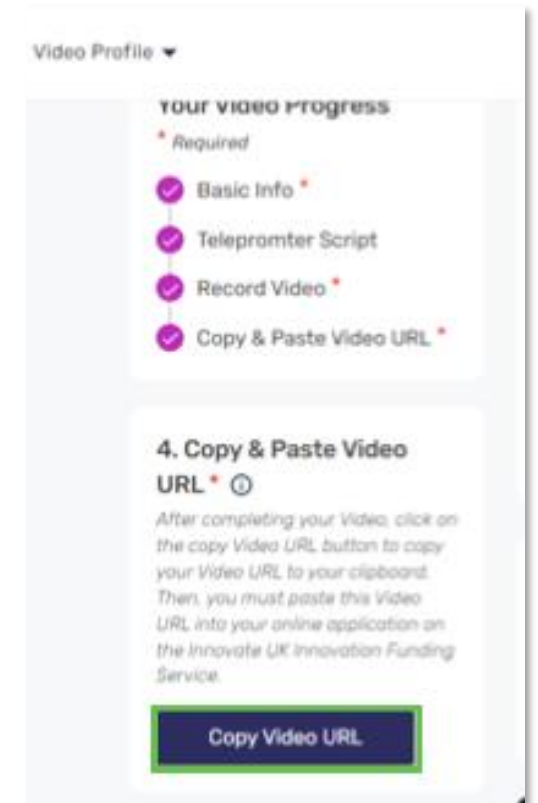 Video Profile
Your Video Progress
* Required
Basic Info *
Telepromter Script
Record Video *
Copy & Paste Video URL *
4. Copy & Paste Video
URL *
After completing your Video, click on
the copy Video URL button to copy
your Video URL to your clipboard.
Then, you must paste this Video
URL into your online application on
the Innovate UK Innovation Funding
Service.
Copy Video URL